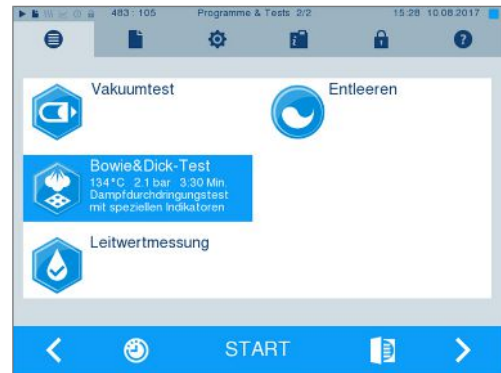 483 : 105 Programme & Tests 2/2 15:28 10.08.2017
Vakuumtest
Entleeren
Bowie&Dick-Test
134°C 2.1 bar 3:30 Min.
Dampfdurchdringungstest
mit speziellen Indikatoren
Leitwertmessung
START